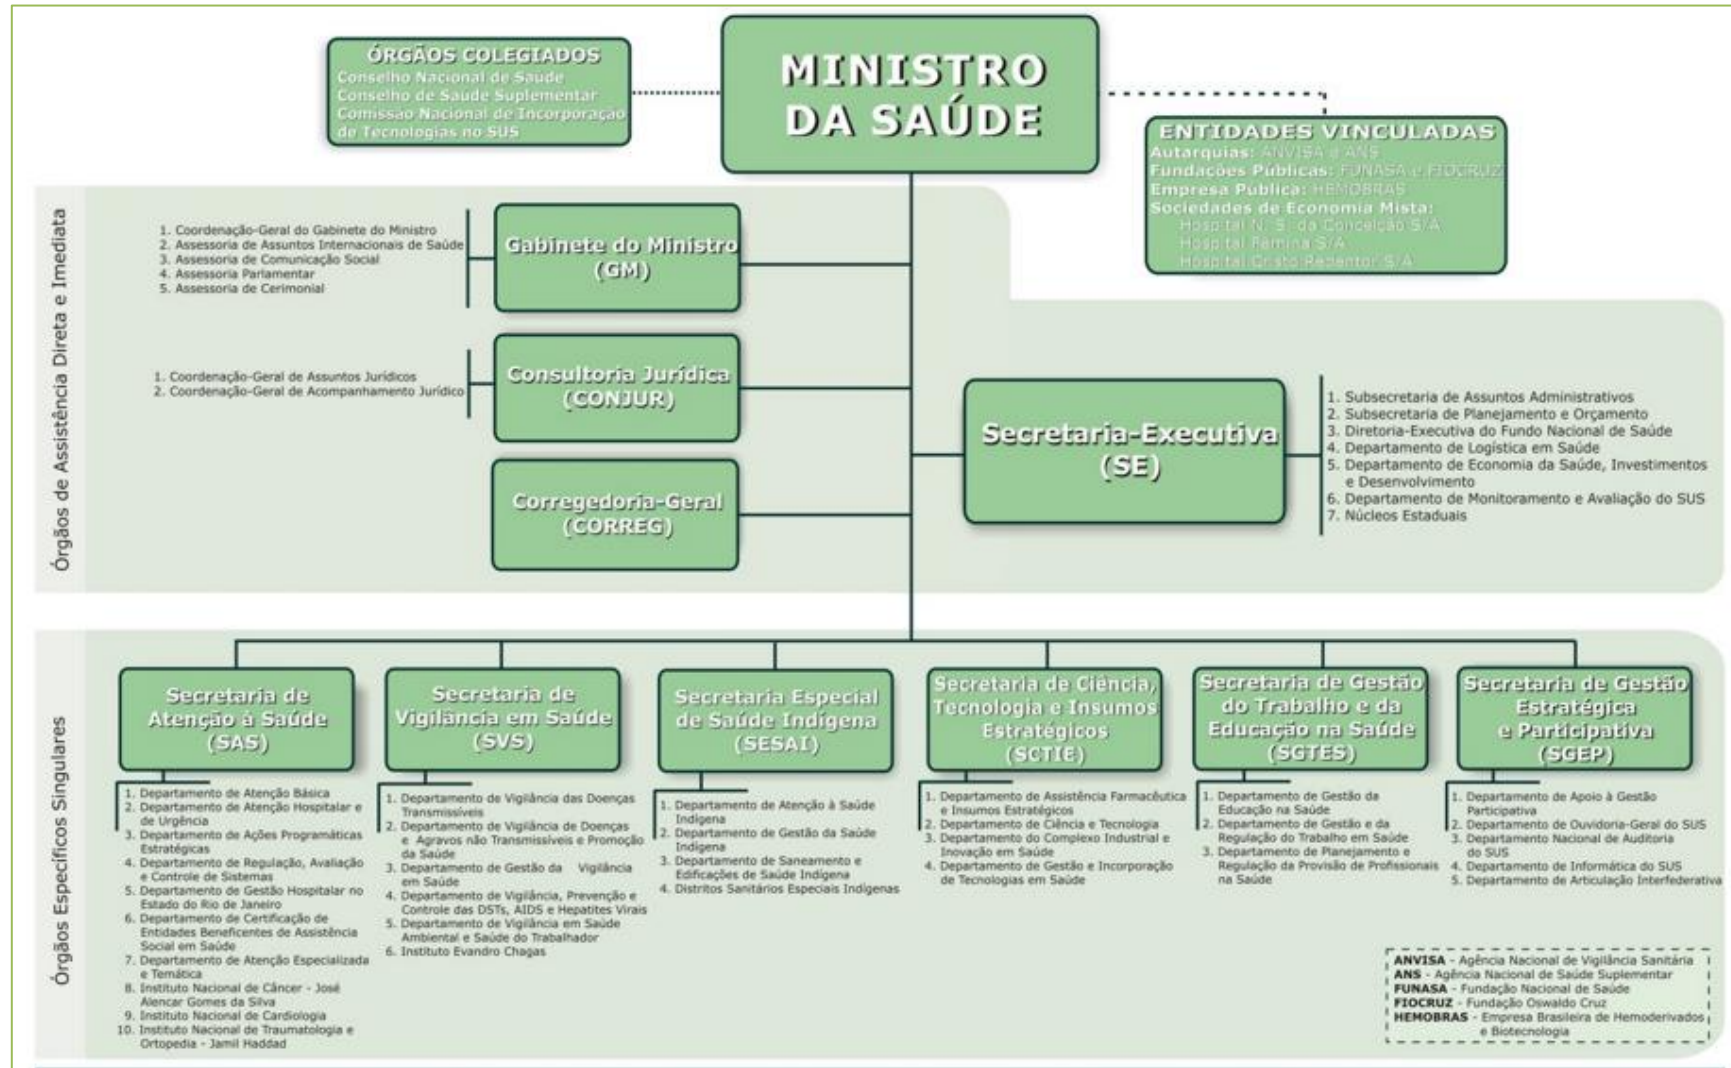 MINISTRO
DA SAÚDE
ÓRGÃOS COLEGIADOS
Conselho Nacional de Saúde
Conselho de Saúde Suplementar
Comissão Nacional de Incorporação
de Tecnologias no SUS
ENTIDADES VINCULADAS
Autarquias: ANVISA e ANS
Fundações Públicas: FUNASA e FIOCRUZ
Empresa Pública: HEMOBRAS
Sociedades de Economia Mista:
Hospital N. S. da Conceição S/A
Hospital Fêmina S/A
Hospital Cristo Redentor S/A
Órgãos de Assistência Direta e Imediata
1. Coordenação-Geral do Gabinete do Ministro
2. Assessoria de Assuntos Internacionais de Saúde
3. Assessoria de Comunicação Social
4. Assessoria Parlamentar
5. Assessoria de Cerimonial
Gabinete do Ministro
(GM)
1. Coordenação-Geral de Assuntos Jurídicos
2. Coordenação-Geral de Acompanhamento Jurídico
Consultoria Jurídica
(CONJUR)
Corregedoria-Geral
(CORREG)
Secretaria-Executiva
(SE)
1. Subsecretaria de Assuntos Administrativos
2. Subsecretaria de Planejamento e Orçamento
3. Diretoria-Executiva do Fundo Nacional de Saúde
4. Departamento de Logística em Saúde
5. Departamento de Economia da Saúde, Investimentos
e Desenvolvimento
6. Departamento de Monitoramento e Avaliação do SUS
7. Núcleos Estaduais
Órgãos Específicos Singulares
Secretaria de
Atenção à Saúde
(SAS)
1. Departamento de Atenção Básica
2. Departamento de Atenção Hospitalar e
de Urgência
3. Departamento de Ações Programáticas
Estratégicas
4. Departamento de Regulação, Avaliação
e Controle de Sistemas
5. Departamento de Gestão Hospitalar no
Estado do Rio de Janeiro
6. Departamento de Certificação de
Entidades Beneficentes de Assistência
Social em Saúde
7. Departamento de Atenção Especializada
e Temática
8. Instituto Nacional de Câncer - José
Alencar Gomes da Silva
9. Instituto Nacional de Cardiologia
10. Instituto Nacional de Traumatologia e
Ortopedia - Jamil Haddad
Secretaria de
Vigilância em Saúde
(SVS)
1. Departamento de Vigilância das Doenças
Transmissíveis
2. Departamento de Vigilância de Doenças
e Agravos não Transmissíveis e Promoção
da Saúde
3. Departamento de Gestão da Vigilância
em Saúde
4. Departamento de Vigilância, Prevenção e
Controle das DSTs, AIDS e Hepatites Virais
5. Departamento de Vigilância em Saúde
Ambiental e Saúde do Trabalhador
6. Instituto Evandro Chagas
Secretaria Especial
de Saúde Indígena
(SESAI)
1. Departamento de Atenção à Saúde
Indígena
2. Departamento de Gestão da Saúde
Indígena
3. Departamento de Saneamento e
Edificações de Saúde Indígena
4. Distritos Sanitários Especiais Indígenas
Secretaria de Ciência,
Tecnologia e Insumos
Estratégicos
(SCTIE)
1. Departamento de Assistência Farmacêutica
e Insumos Estratégicos
2. Departamento de Ciência e Tecnologia
3. Departamento do Complexo Industrial e
Inovação em Saúde
4. Departamento de Gestão e Incorporação
de Tecnologias em Saúde
Secretaria de Gestão
do Trabalho e da
Educação na Saúde
(SGTES)
1. Departamento de Gestão da
Educação na Saúde
2. Departamento de Gestão e da
Regulação do Trabalho em Saúde
3. Departamento de Planejamento e
Regulação da Provisão de Profissionais
na Saúde
Secretaria de Gestão
Estratégica
e Participativa
(SGEP)
1. Departamento de Apoio à Gestão
Participativa
2. Departamento de Ouvidoria-Geral do SUS
3. Departamento Nacional de Auditoria
do SUS
4. Departamento de Informática do SUS
5. Departamento de Articulação Interfederativa
ANVISA - Agência Nacional de Vigilância Sanitária
ANS - Agência Nacional de Saúde Suplementar
FUNASA - Fundação Nacional de Saúde
FIOCRUZ - Fundação Oswaldo Cruz
HEMOBRAS - Empresa Brasileira de Hemoderivados
e Biotecnologia